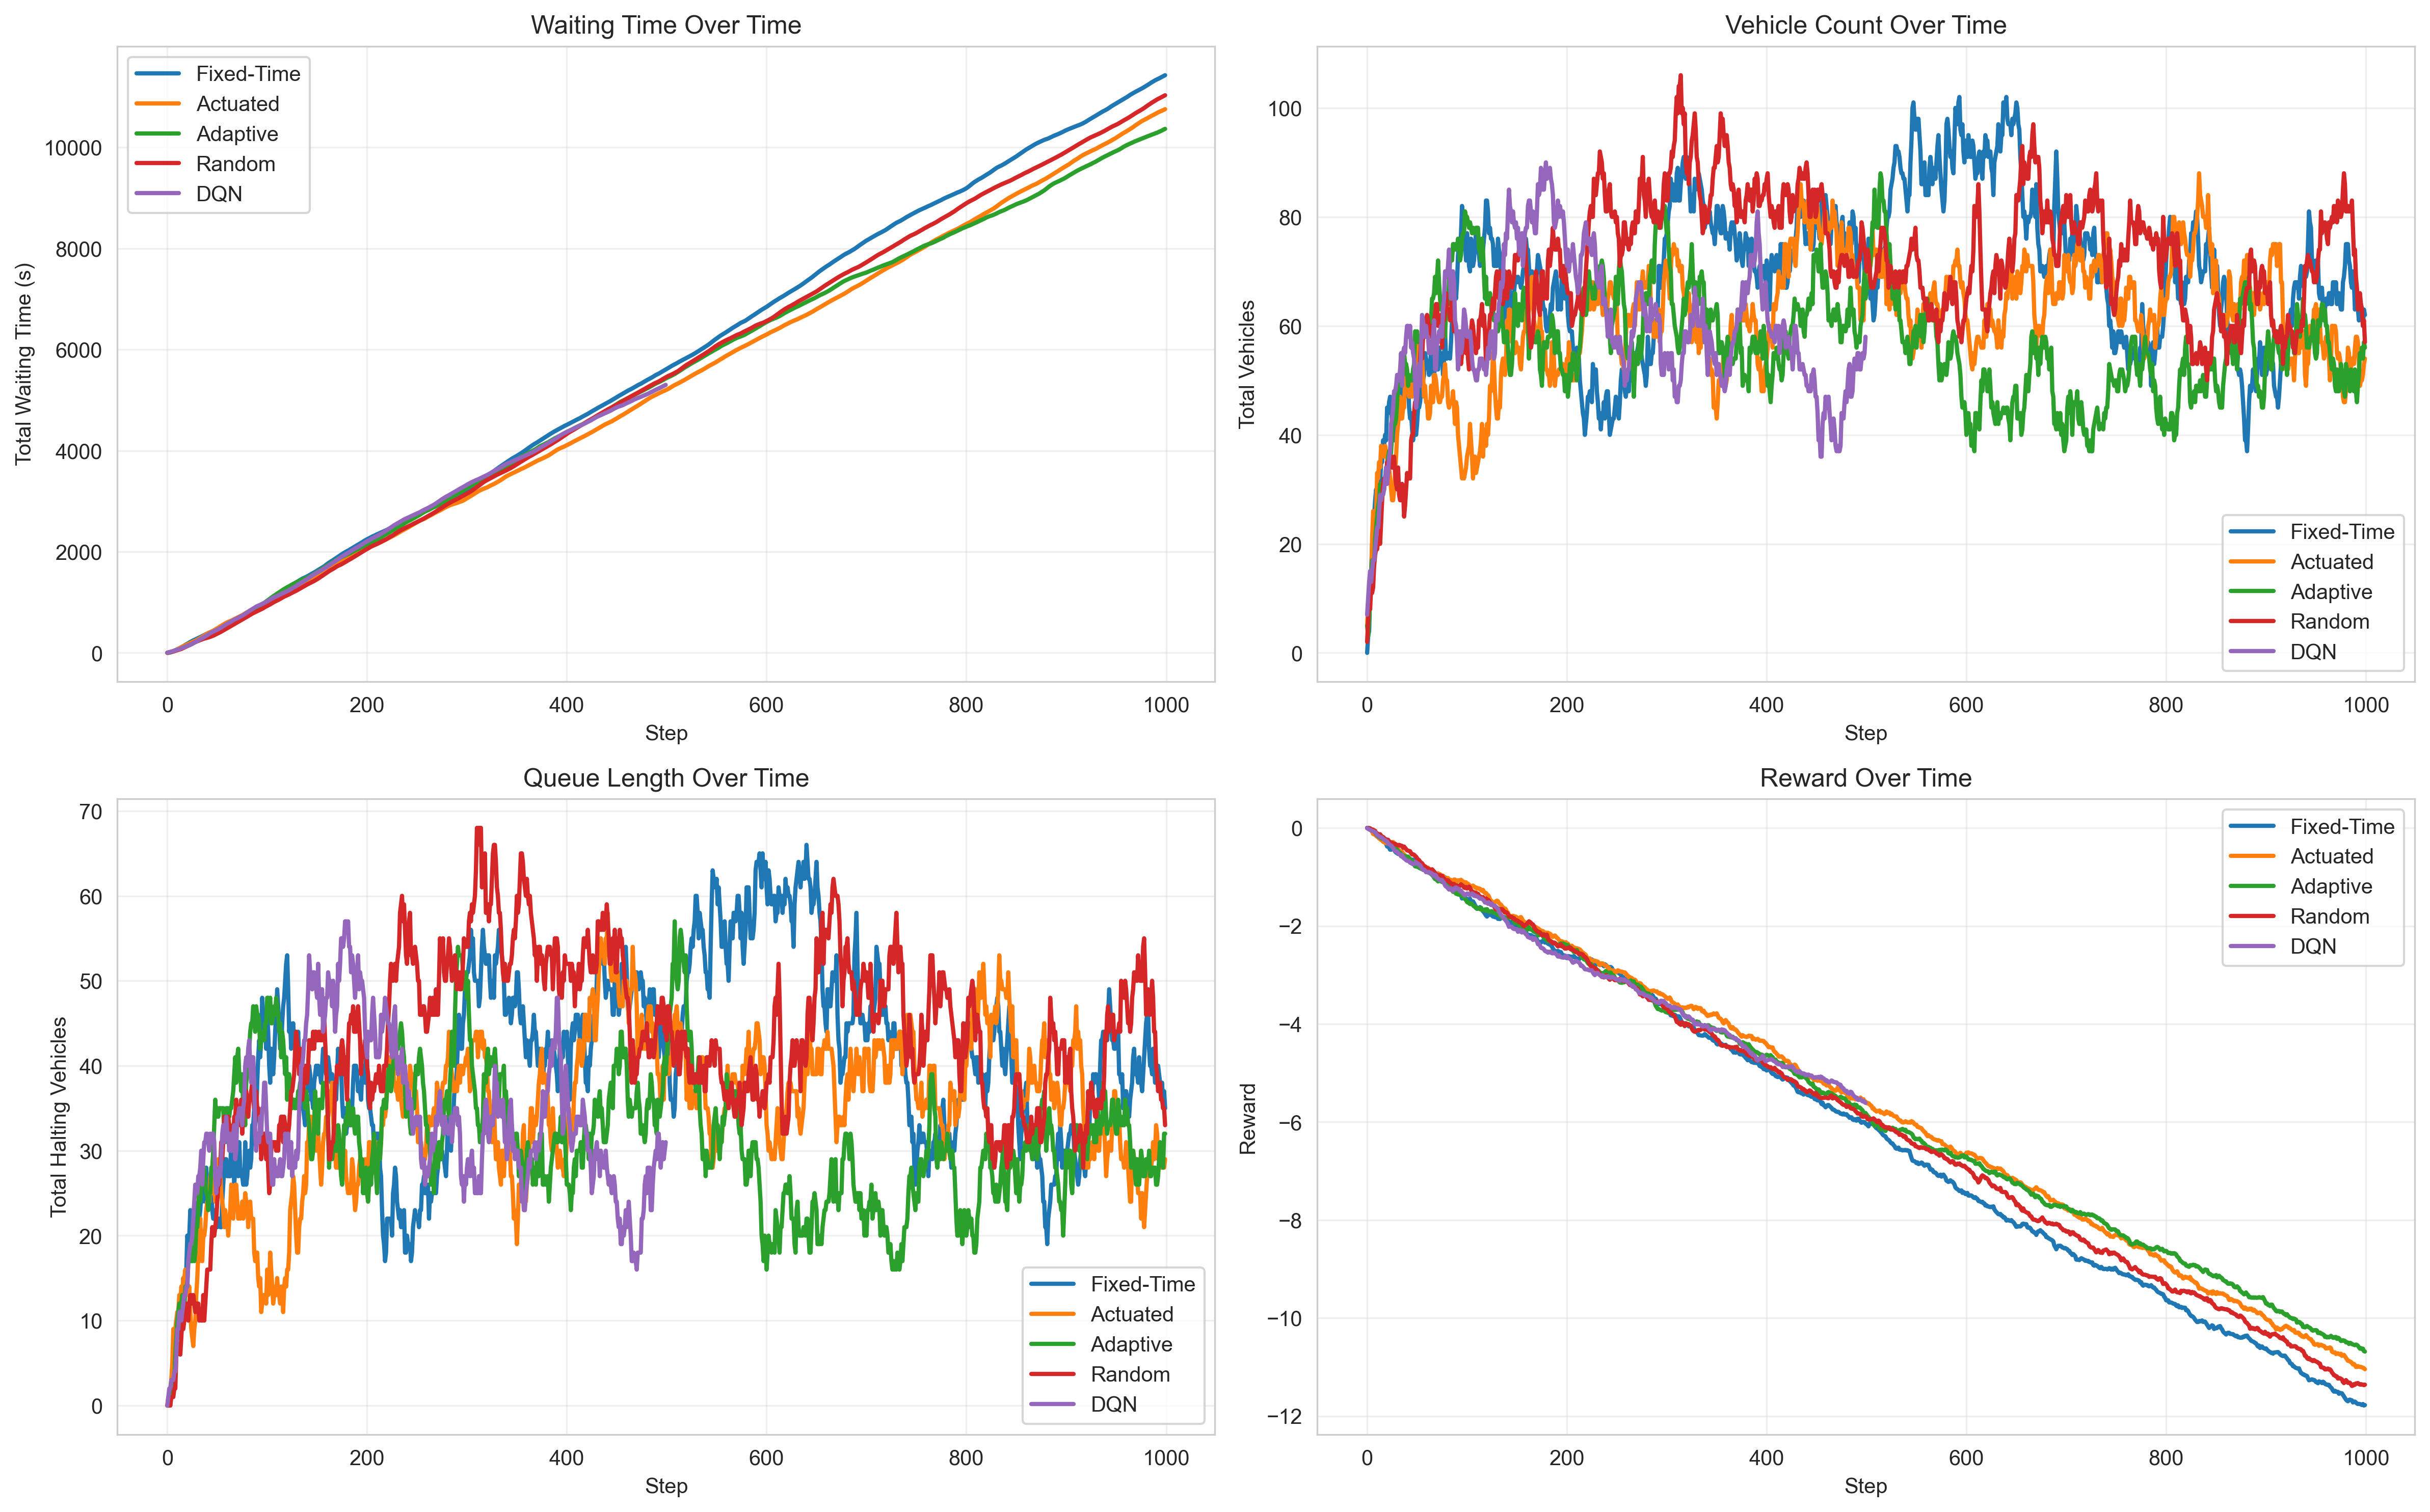 Waiting Time Over Time
Total Waiting Time (s)
10000
8000
6000
4000
2000
0
0 200 400 600 800 1000
Step
Fixed-Time
Actuated
Adaptive
Random
DQN
Vehicle Count Over Time
Total Vehicles
100
80
60
40
20
0
0 200 400 600 800 1000
Step
Fixed-Time
Actuated
Adaptive
Random
DQN
Queue Length Over Time
Total Halting Vehicles
70
60
50
40
30
20
10
0
0 200 400 600 800 1000
Step
Fixed-Time
Actuated
Adaptive
Random
DQN
Reward Over Time
Reward
0
−2
−4
−6
−8
−10
−12
0 200 400 600 800 1000
Step
Fixed-Time
Actuated
Adaptive
Random
DQN